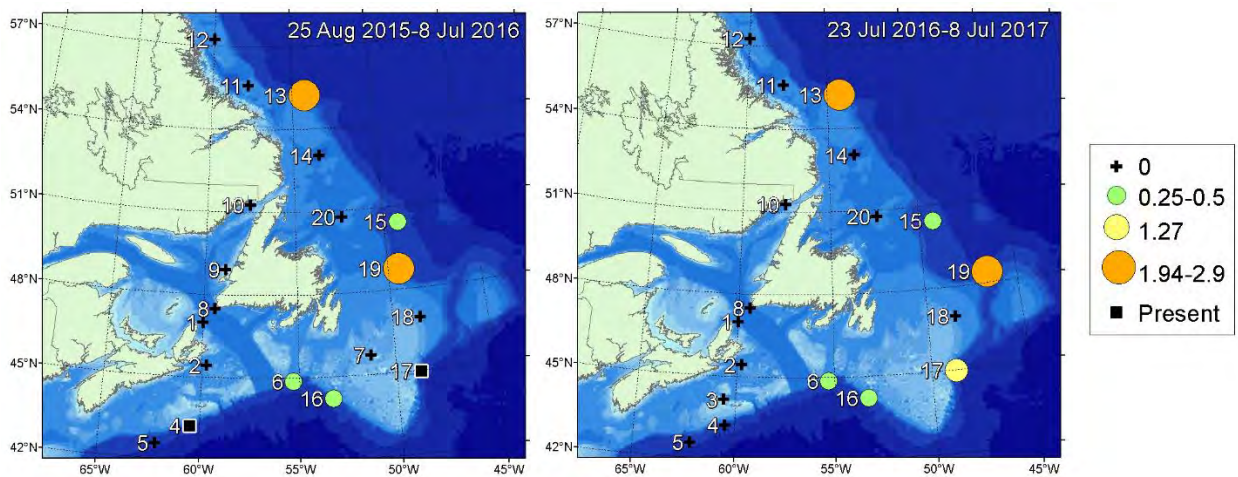 25 Aug 2015-8 Jul 2016
57°N
54°N
51°N
48°N
45°N
42°N
12
11
13
14
10
20
15
9
19
8
1
18
7
2
17
6
16
4
5
65°W
60°W
55°W
50°W
23 Jul 2016-8 Jul 2017
57°N
54°N
51°N
48°N
45°N
42°N
12
11
13
14
10
20
15
19
8
1
18
2
17
6
16
3
4
5
65°W
60°W
55°W
50°W
0
0.25-0.5
1.27
1.94-2.9
Present